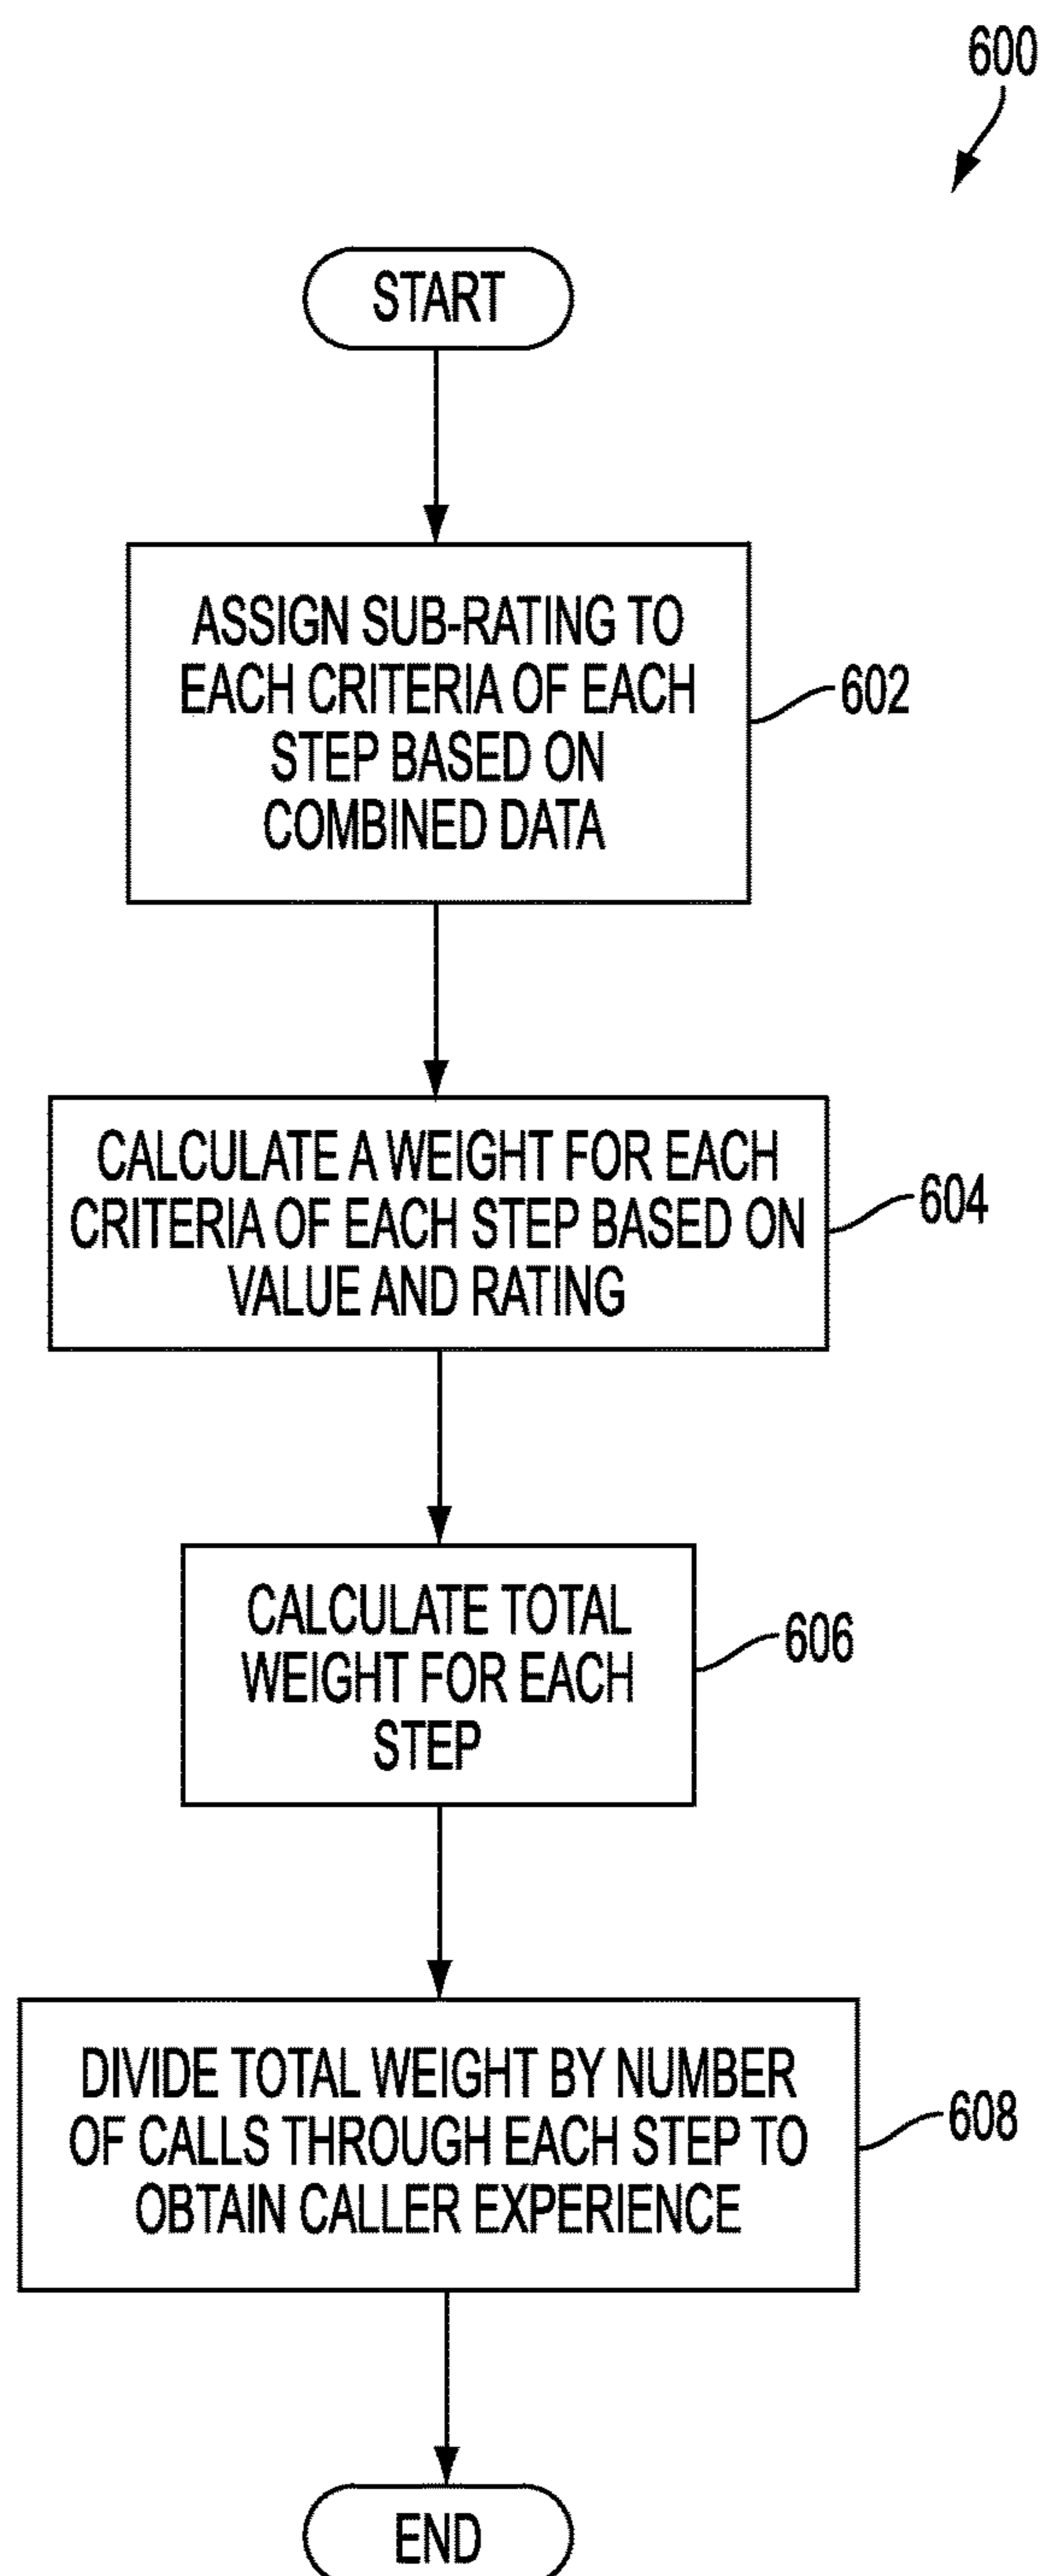 600
START
ASSIGN SUB-RATING TO
EACH CRITERIA OF EACH
STEP BASED ON
COMBINED DATA
602
CALCULATE A WEIGHT FOR EACH
CRITERIA OF EACH STEP BASED ON
VALUE AND RATING
604
CALCULATE TOTAL
WEIGHT FOR EACH
STEP
606
DIVIDE TOTAL WEIGHT BY NUMBER
OF CALLS THROUGH EACH STEP TO
OBTAIN CALLER EXPERIENCE
608
END